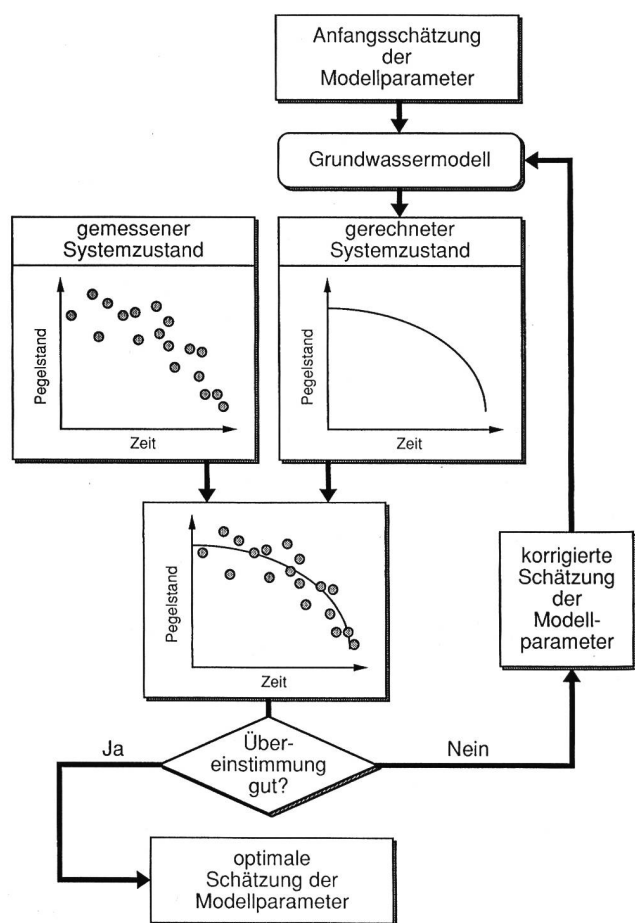 Anfangsschätzung
der
Modellparameter
Grundwassermodell
gemessener
Systemzustand
Pegelstand
Zeit
gerechneter
Systemzustand
Pegelstand
Zeit
Pegelstand
Zeit
korrigierte
Schätzung
der
Modell-
parameter
Über-
einstimmung
gut?
Ja
Nein
optimale
Schätzung der
Modellparameter